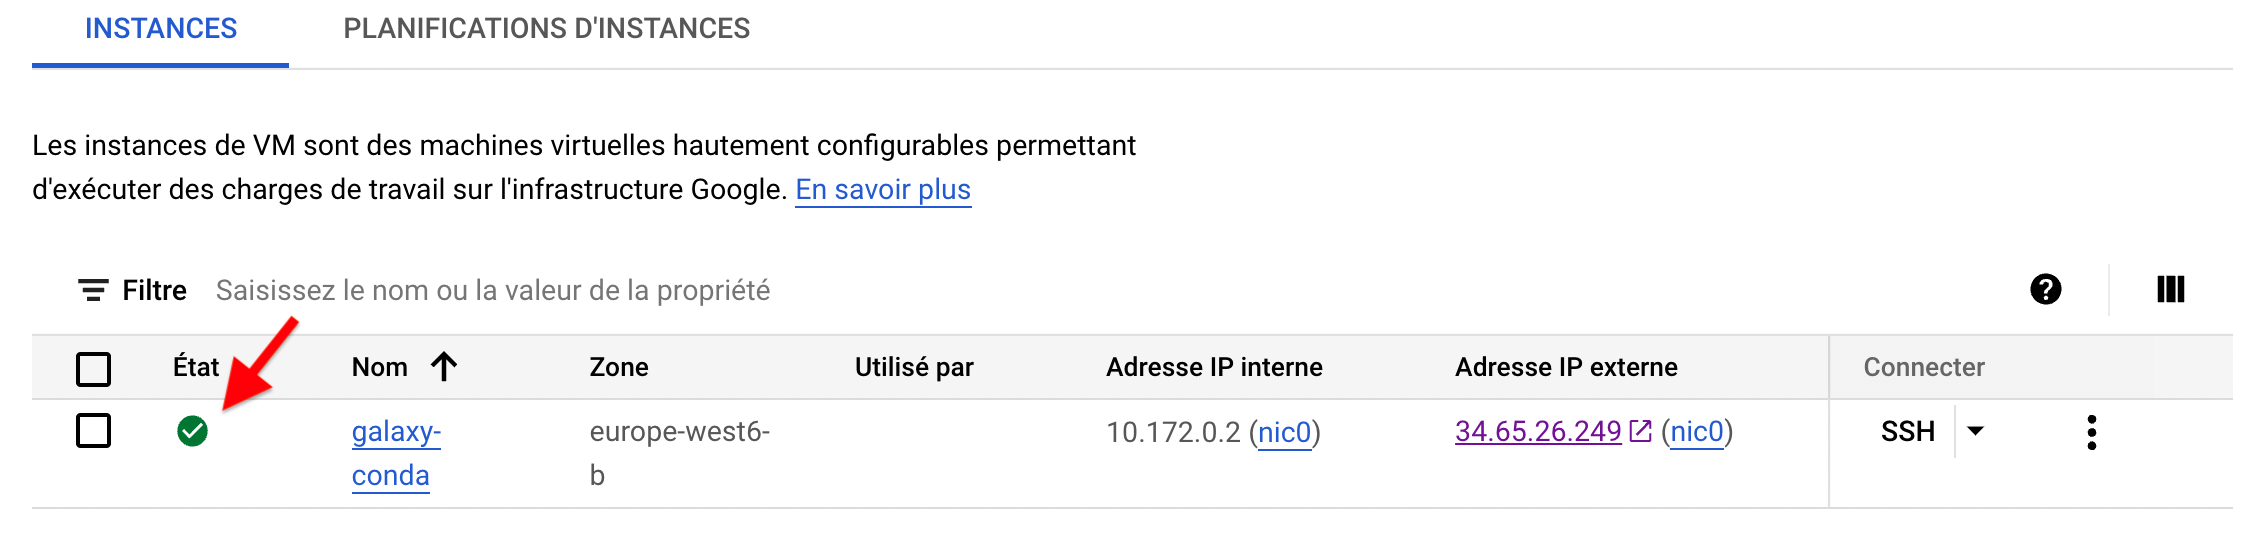 INSTANCES PLANIFICATIONS D'INSTANCES
Les instances de VM sont des machines virtuelles hautement configurables permettant
d'exécuter des charges de travail sur l'infrastructure Google. En savoir plus
Filtre Saisissez le nom ou la valeur de la propriété
État Nom Zone Utilisé par Adresse IP interne Adresse IP externe Connecter
galaxy- europe-west6- 10.172.0.2 (nic0) 34.65.26.249 (nic0) SSH
conda b